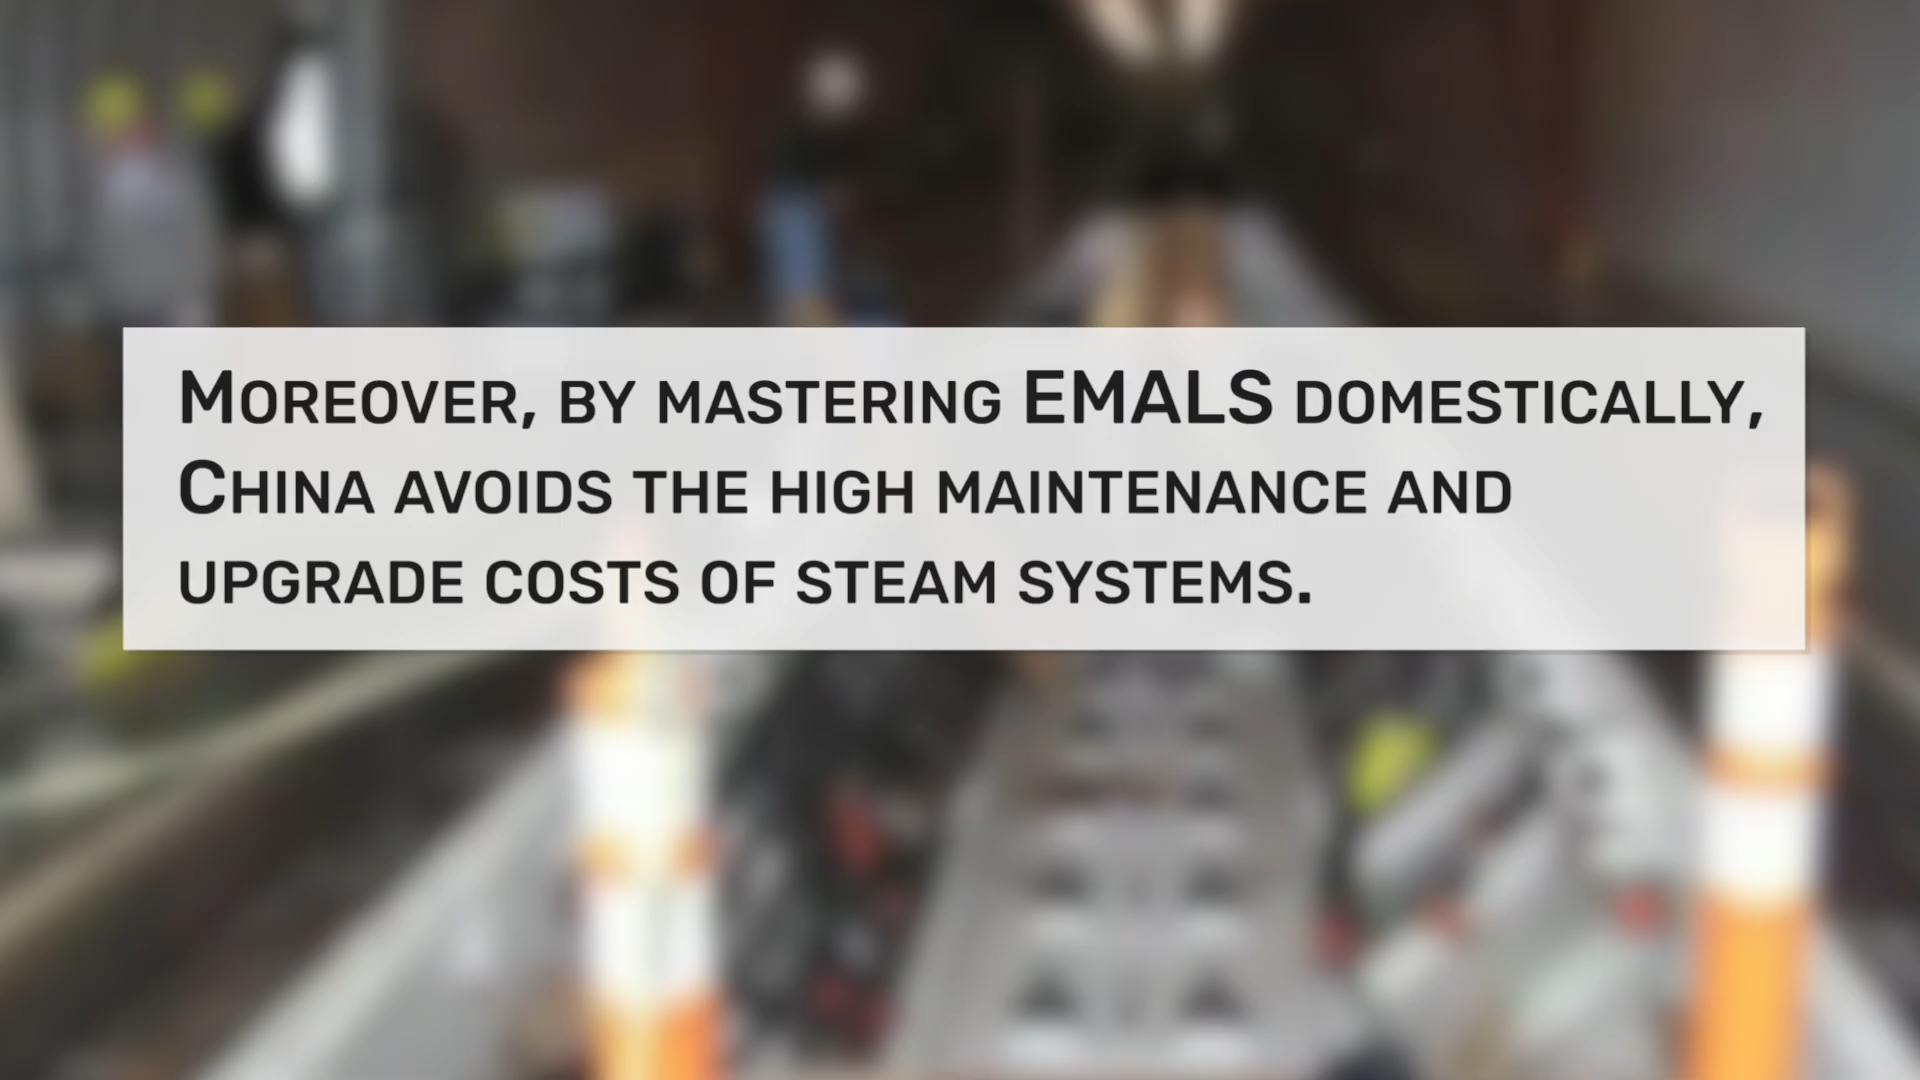 Moreover, by mastering EMALS domestically,
China avoids the high maintenance and
upgrade costs of steam systems.